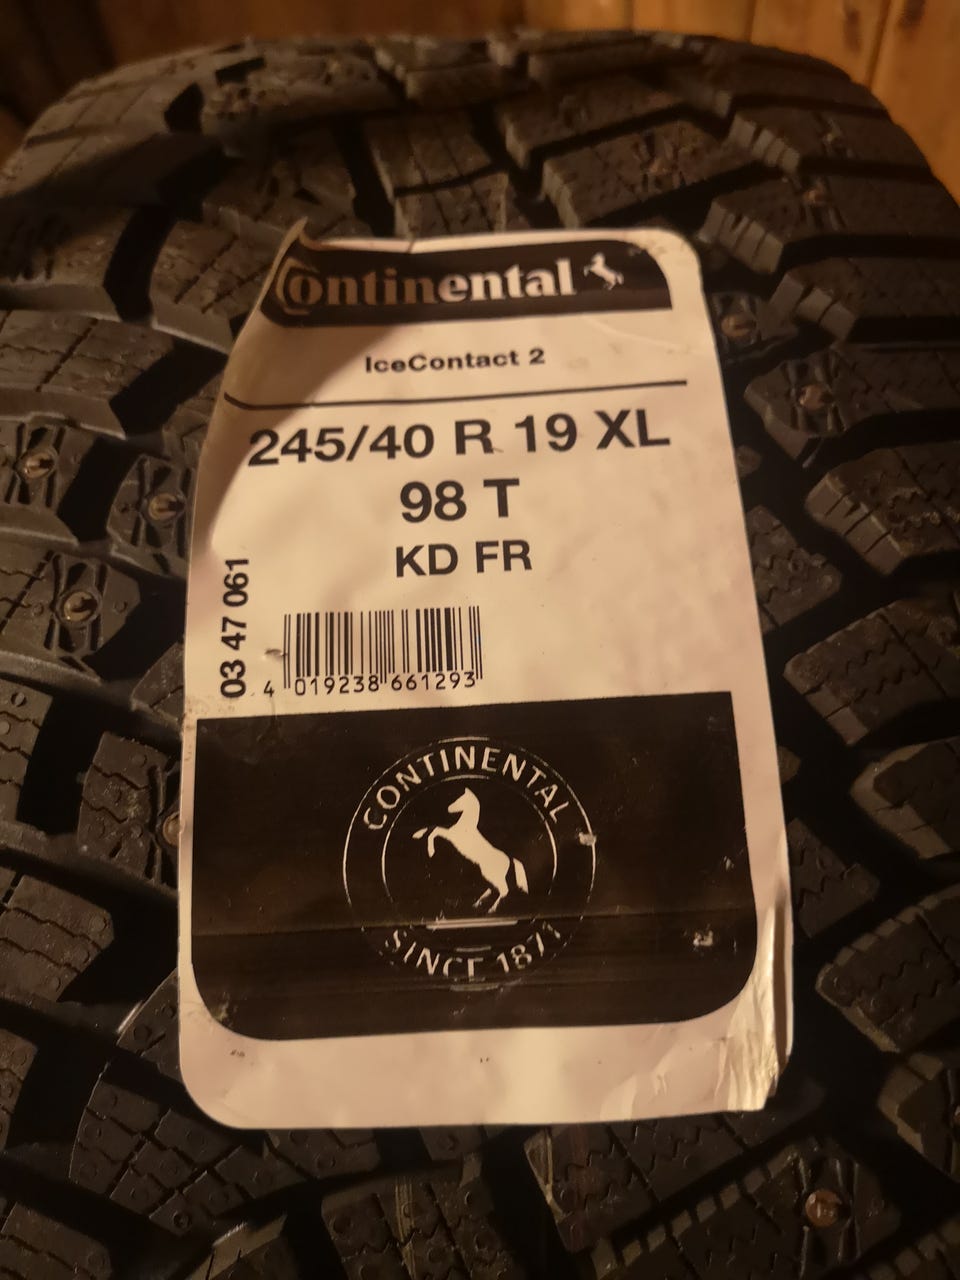 Continental
IceContact 2
245/40 R 19 XL
98 T
KD FR
03 47 061
4 019238 661293
CONTINENTAL
SINCE 1871